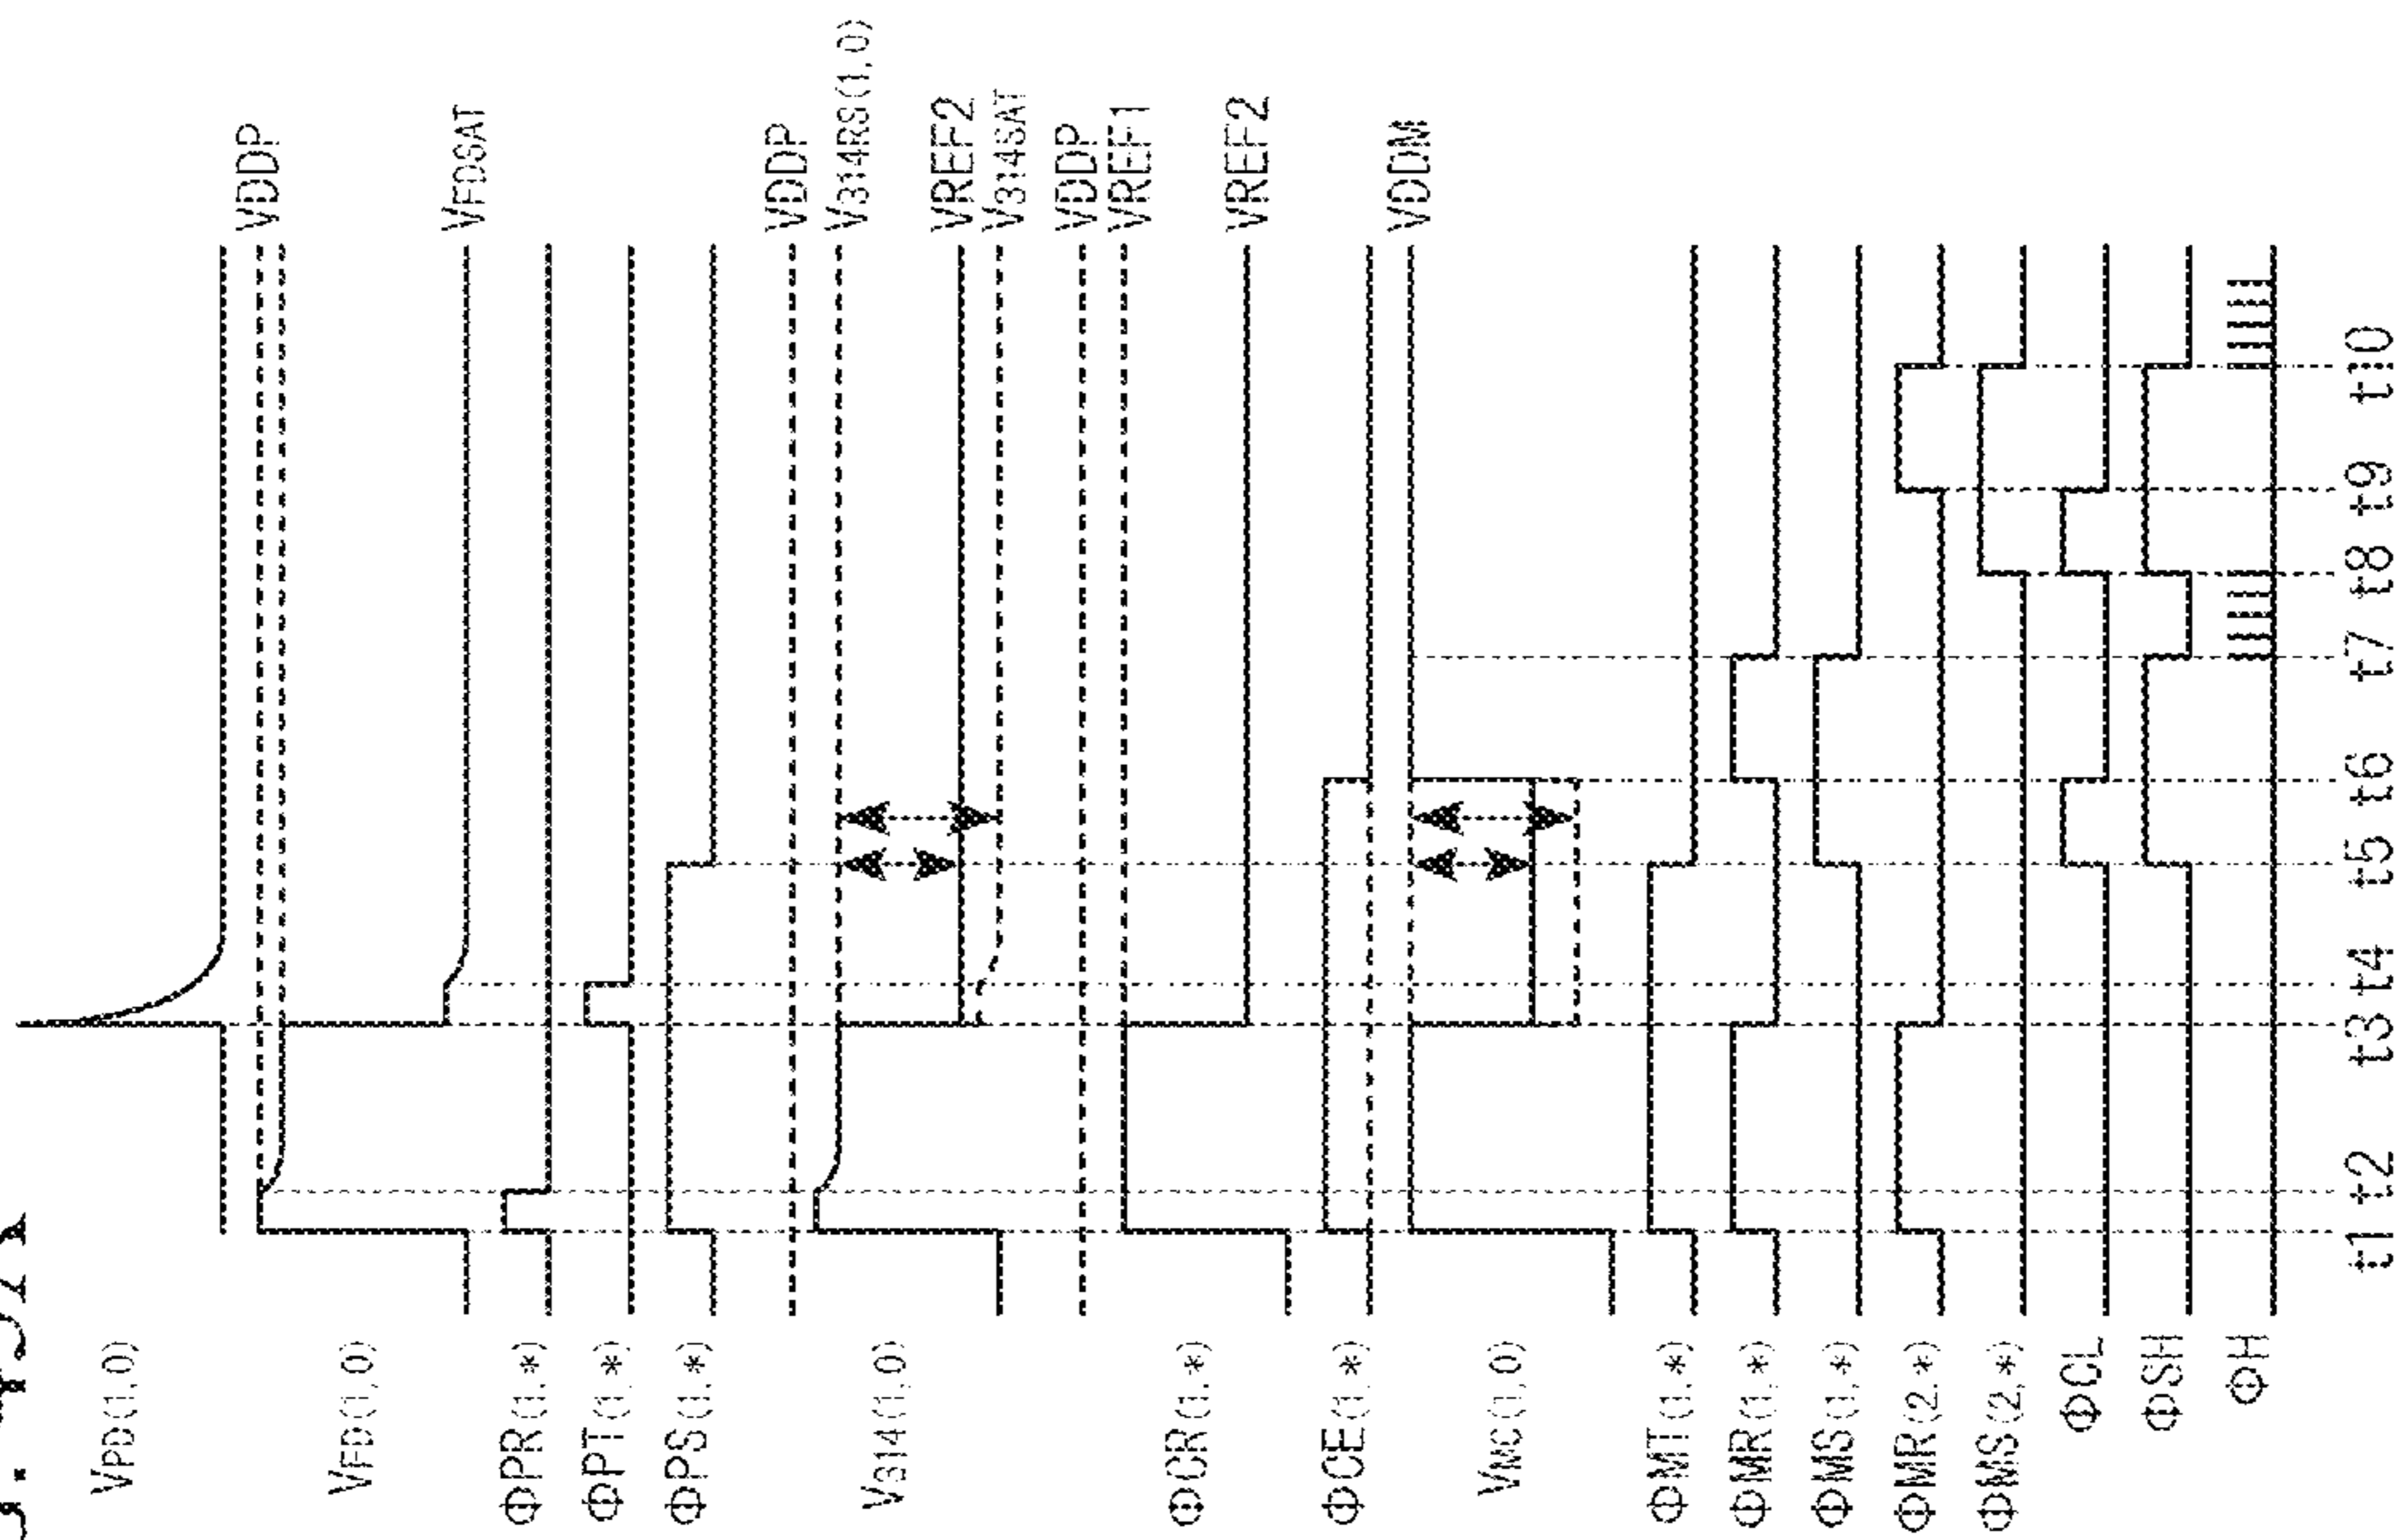 VPD(1,0)
VFD(1,0)
ΦPR(1,*)
ΦPT(1,*)
ΦPS(1,*)
V314(1,0)
ΦCR(1,*)
ΦCE(1,*)
VMC(1,0)
ΦMT(1,*)
ΦMR(1,*)
ΦMS(1,*)
ΦMR(2,*)
ΦMS(2,*)
ΦCL
ΦSH
ΦH
VDDP
VFDSAT
VDDP
V314RS(1,0)
VREF2
V314SAT
VDDP
VREF1
VREF2
VDDM
t1 t2 t3 t4 t5 t6 t7 t8 t9 t10